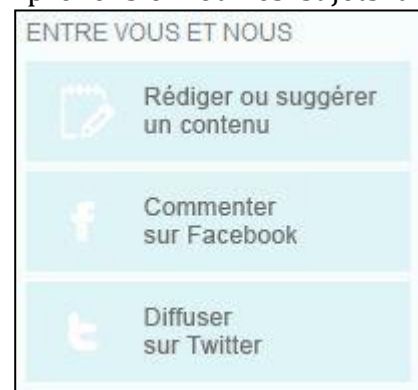 ENTRE VOUS ET NOUS
Rédiger ou suggérer
un contenu
Commenter
sur Facebook
Diffuser
sur Twitter